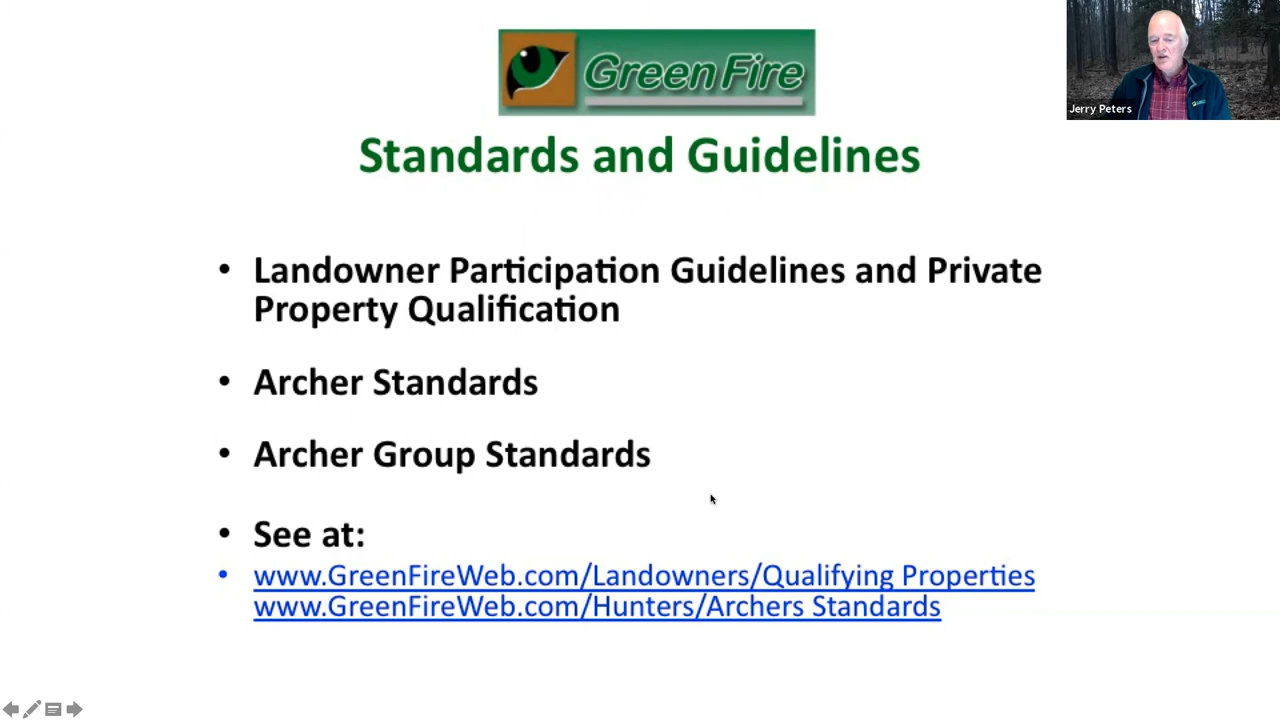 Green Fire
Jerry Peters
Standards and Guidelines
• Landowner Participation Guidelines and Private
Property Qualification
• Archer Standards
• Archer Group Standards
• See at:
• www.GreenFireWeb.com/Landowners/Qualifying Properties
www.GreenFireWeb.com/Hunters/Archers Standards